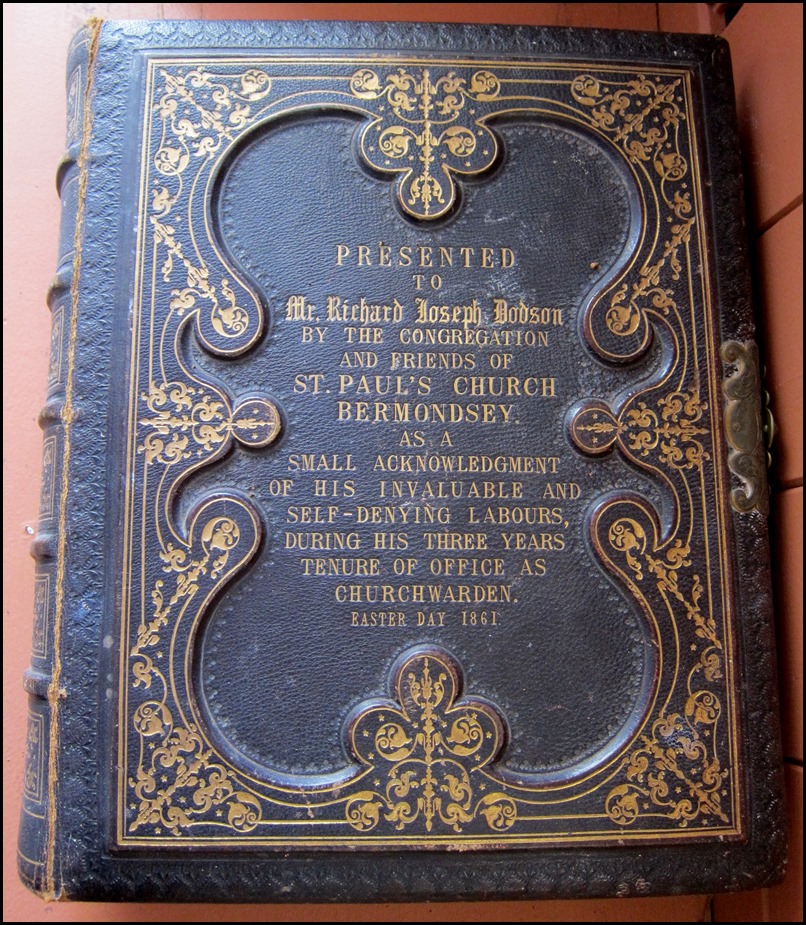 PRESENTED
TO
Mr. Richard Joseph Dodson
BY THE CONGREGATION
AND FRIENDS OF
ST. PAUL'S CHURCH
BERMONDSEY.
AS A
SMALL ACKNOWLEDGMENT
OF HIS INVALUABLE AND
SELF-DENYING LABOURS,
DURING HIS THREE YEARS
TENURE OF OFFICE AS
CHURCHWARDEN.
EASTER DAY 1861